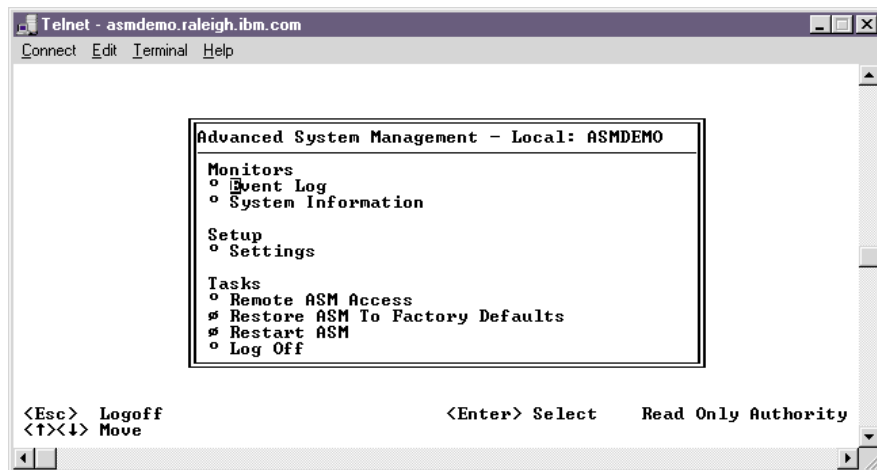 Telnet - asmdemo.raleigh.ibm.com
Connect Edit Terminal Help
Advanced System Management - Local: ASMDEMO
Monitors
o Event Log
o System Information
Setup
o Settings
Tasks
o Remote ASM Access
ø Restore ASM To Factory Defaults
ø Restart ASM
o Log Off
<Esc> Logoff <Enter> Select Read Only Authority
<↑><↓> Move